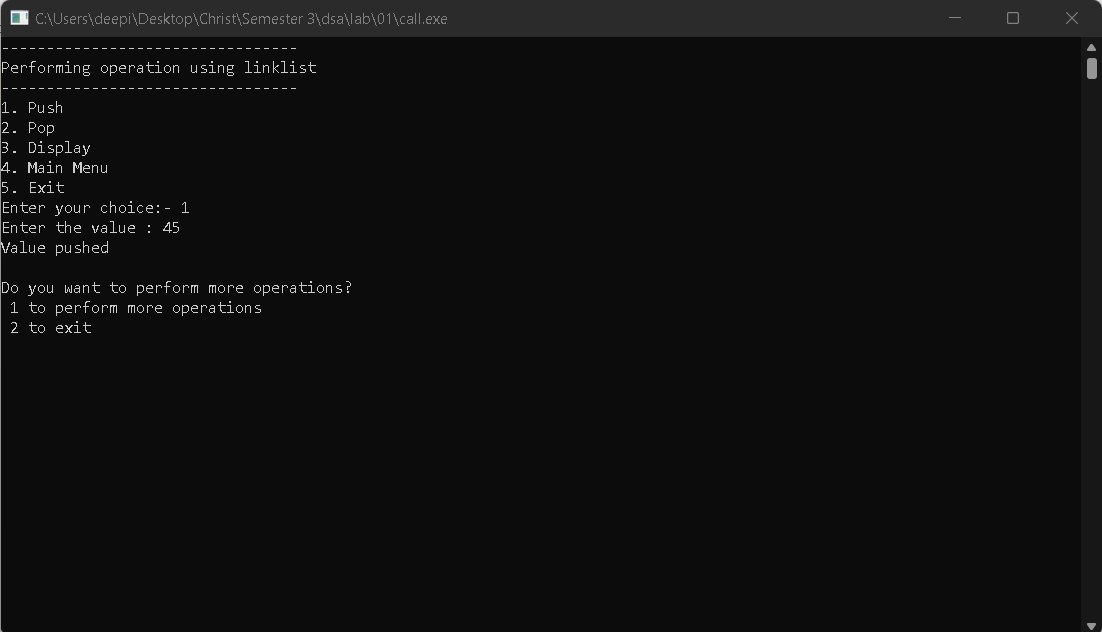 C:\Users\deepi\Desktop\Christ\Semester 3\dsa\lab\01\call.exe
---------------------------------
Performing operation using linklist
---------------------------------
1. Push
2. Pop
3. Display
4. Main Menu
5. Exit
Enter your choice:- 1
Enter the value : 45
Value pushed
Do you want to perform more operations?
 1 to perform more operations
 2 to exit